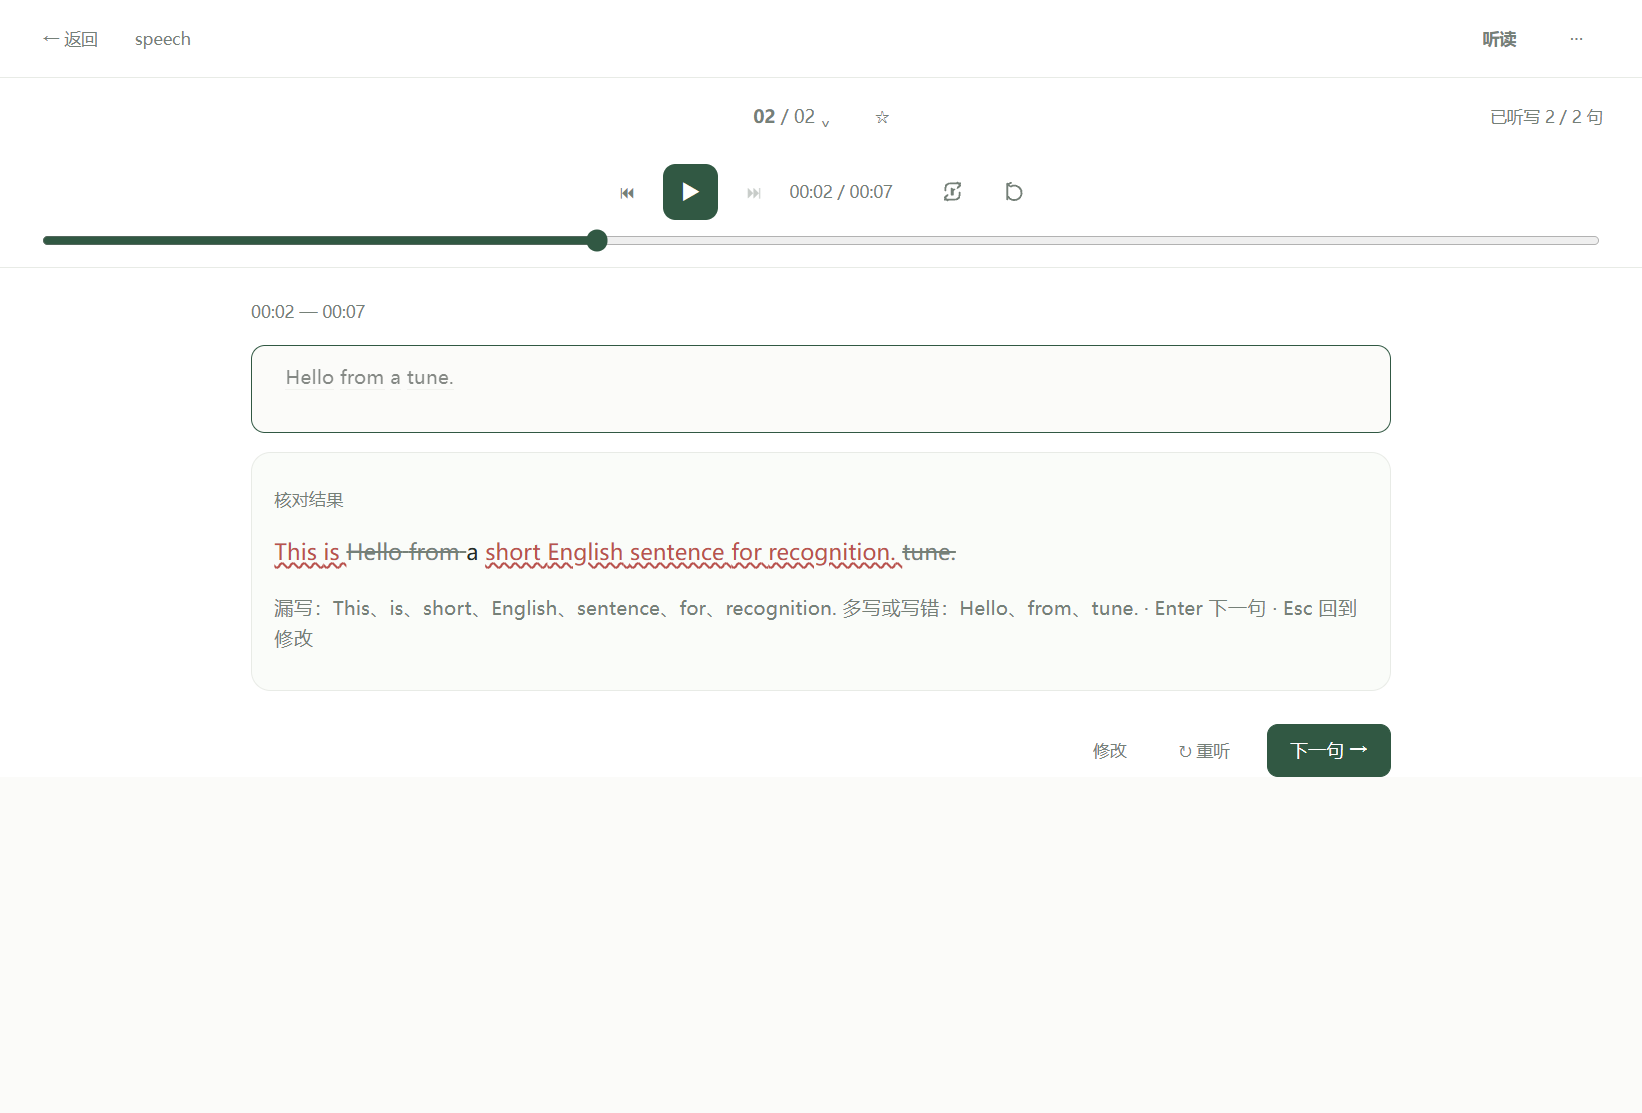 ← 返回 speech 听读 ···
02 / 02 ˅ ☆ 已听写 2 / 2 句
00:02 / 00:07
00:02 — 00:07
Hello from a tune.
核对结果
This is Hello from a short English sentence for recognition. tune.
漏写：This、is、short、English、sentence、for、recognition. 多写或写错：Hello、from、tune. · Enter 下一句 · Esc 回到
修改
修改 ↻ 重听 下一句 →